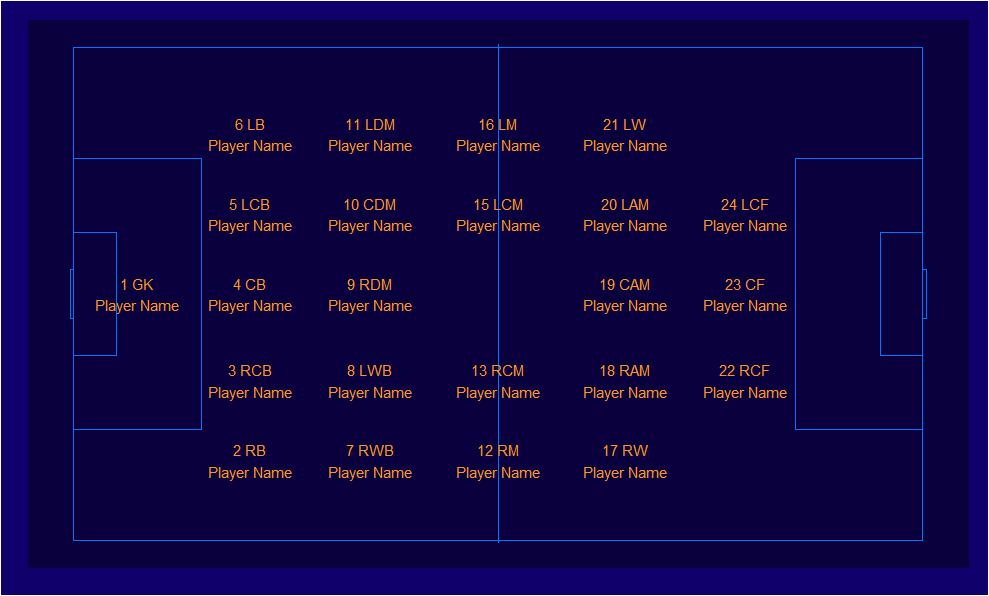 6 LB
Player Name
11 LDM
Player Name
16 LM
Player Name
21 LW
Player Name
5 LCB
Player Name
10 CDM
Player Name
15 LCM
Player Name
20 LAM
Player Name
24 LCF
Player Name
1 GK
Player Name
4 CB
Player Name
9 RDM
Player Name
19 CAM
Player Name
23 CF
Player Name
3 RCB
Player Name
8 LWB
Player Name
13 RCM
Player Name
18 RAM
Player Name
22 RCF
Player Name
2 RB
Player Name
7 RWB
Player Name
12 RM
Player Name
17 RW
Player Name